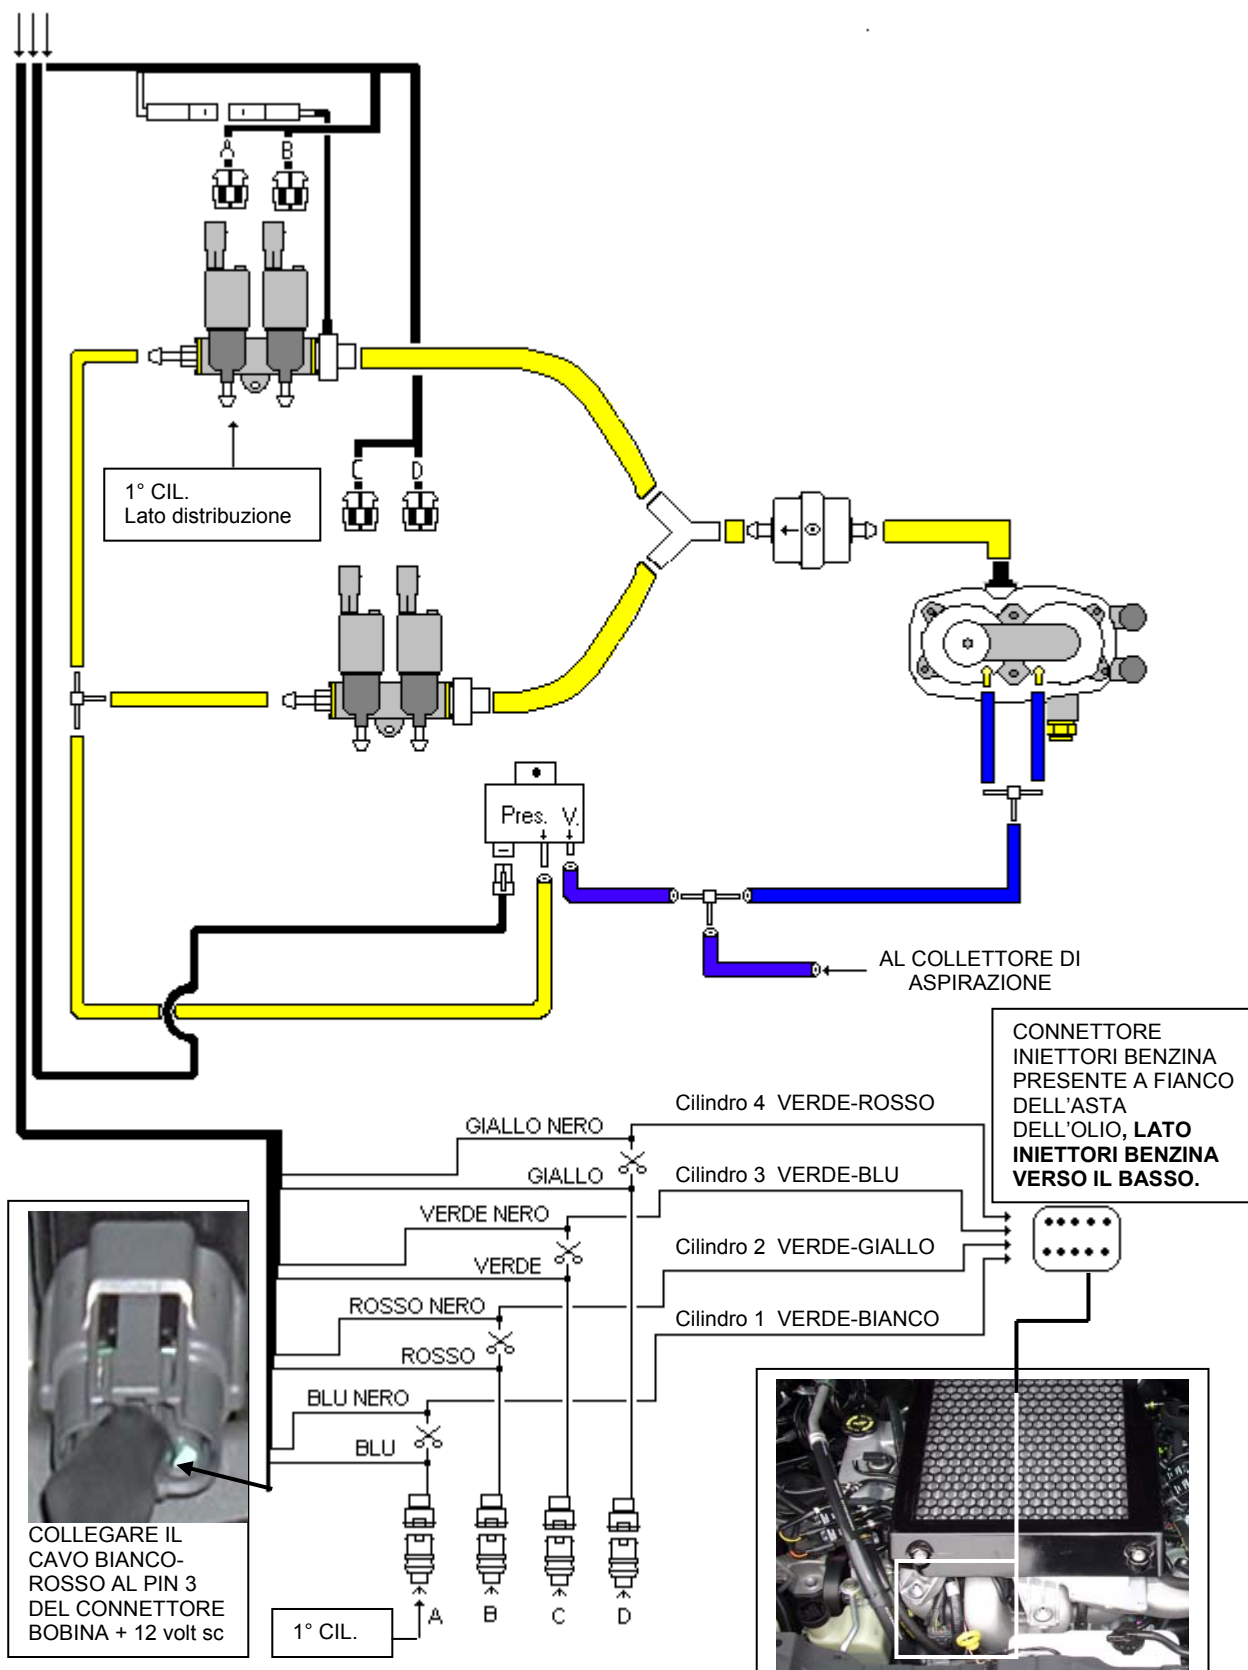 A
B
1° CIL.
Lato distribuzione
C
D
Pres. V.
AL COLLETTORE DI
ASPIRAZIONE
CONNETTORE
INIETTORI BENZINA
PRESENTE A FIANCO
DELL'ASTA
DELL'OLIO, LATO
INIETTORI BENZINA
VERSO IL BASSO.
Cilindro 4 VERDE-ROSSO
GIALLO NERO
GIALLO
Cilindro 3 VERDE-BLU
VERDE NERO
VERDE
Cilindro 2 VERDE-GIALLO
ROSSO NERO
ROSSO
Cilindro 1 VERDE-BIANCO
BLU NERO
BLU
COLLEGARE IL
CAVO BIANCO-
ROSSO AL PIN 3
DEL CONNETTORE
BOBINA + 12 volt sc
1° CIL.
A
B
C
D